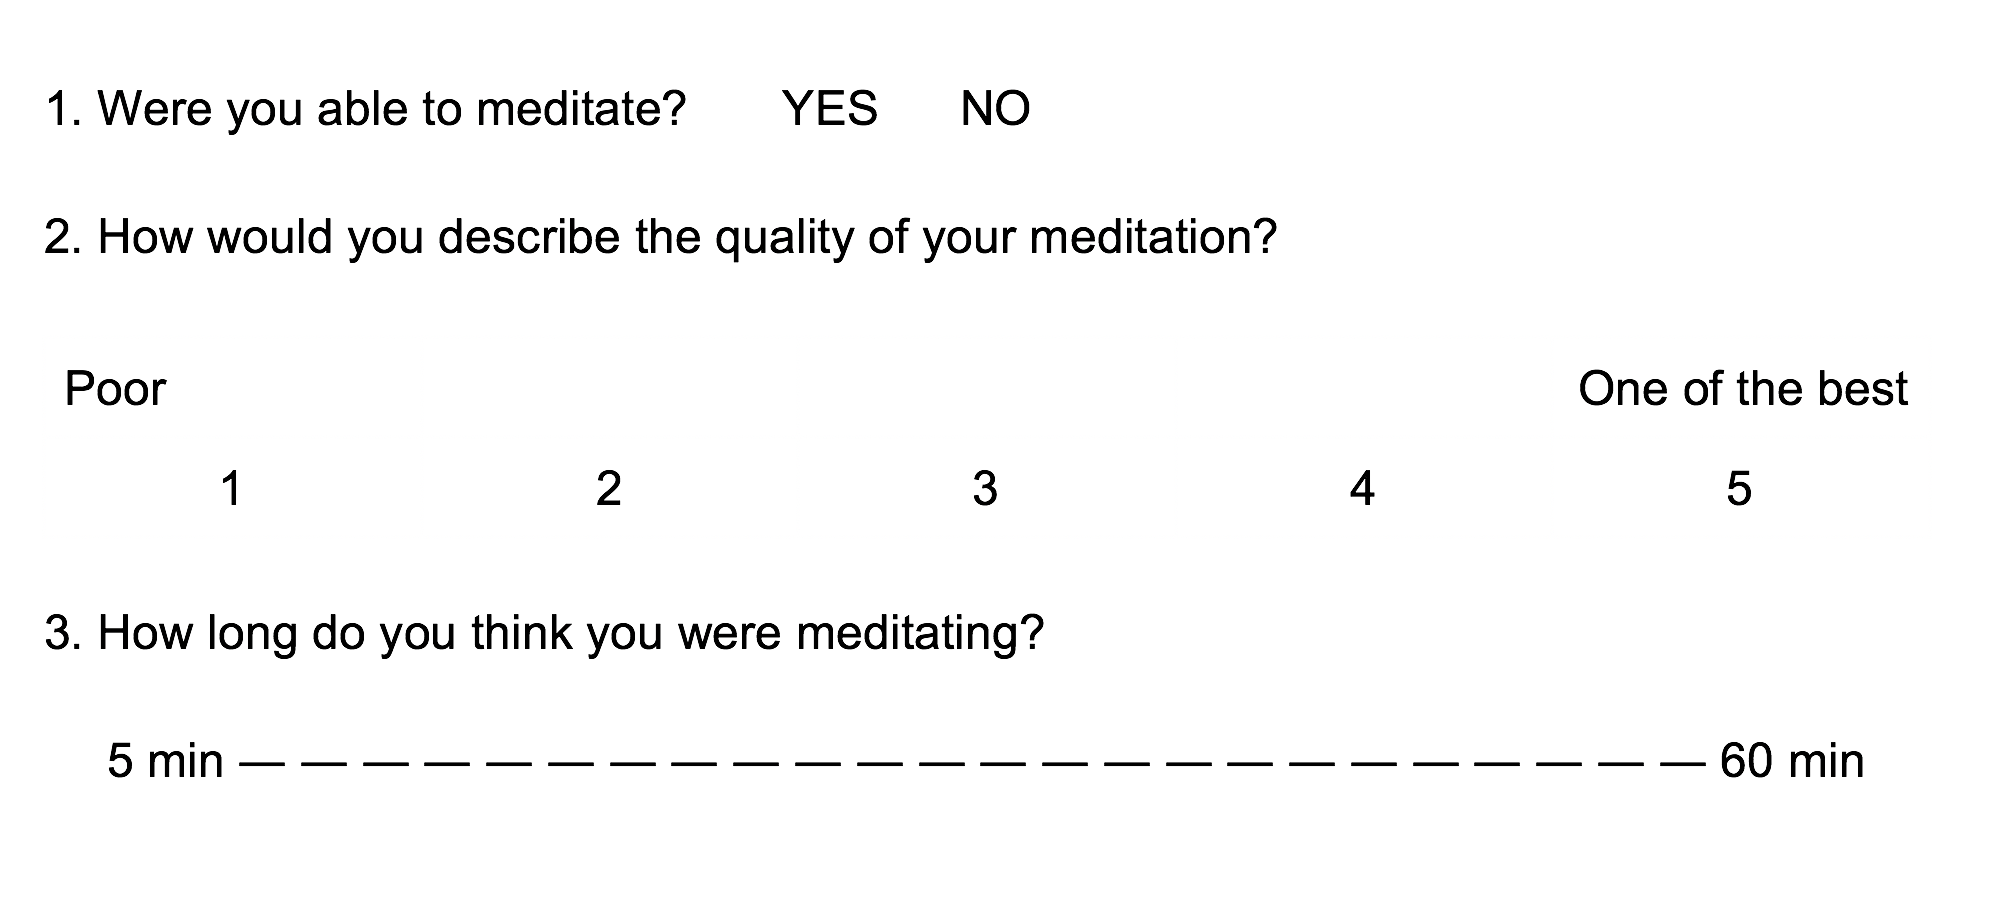 1. Were you able to meditate? YES NO
2. How would you describe the quality of your meditation?
Poor One of the best
1 2 3 4 5
3. How long do you think you were meditating?
5 min — — — — — — — — — — — — — — — — — — — — — — — — 60 min